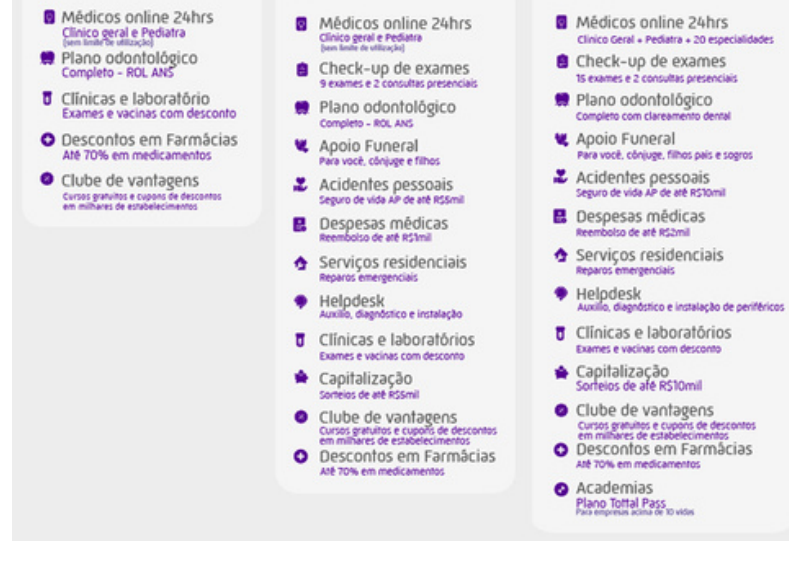 Médicos online 24hrs
Clínico geral e Pediatra
(sem limite de utilização)
Plano odontológico
Completo - ROL ANS
Clínicas e laboratório
Exames e vacinas com desconto
Descontos em Farmácias
Até 70% em medicamentos
Clube de vantagens
Cursos gratuitos e cupons de descontos
em milhares de estabelecimentos
Médicos online 24hrs
Clínico geral e Pediatra
(sem limite de utilização)
Check-up de exames
9 exames e 2 consultas presenciais
Plano odontológico
Completo - ROL ANS
Apoio Funeral
Para você, cônjuge e filhos
Acidentes pessoais
Seguro de vida AP de até R$5mil
Despesas médicas
Reembolso de até R$1mil
Serviços residenciais
Reparos emergenciais
Helpdesk
Auxílio, diagnóstico e instalação
Clínicas e laboratórios
Exames e vacinas com desconto
Capitalização
Sorteios de até R$5mil
Clube de vantagens
Cursos gratuitos e cupons de descontos
em milhares de estabelecimentos
Descontos em Farmácias
Até 70% em medicamentos
Médicos online 24hrs
Clínico Geral + Pediatra + 20 especialidades
Check-up de exames
15 exames e 2 consultas presenciais
Plano odontológico
Completo com clareamento dental
Apoio Funeral
Para você, cônjuge, filhos pais e sogros
Acidentes pessoais
Seguro de vida AP de até R$10mil
Despesas médicas
Reembolso de até R$2mil
Serviços residenciais
Reparos emergenciais
Helpdesk
Auxílio, diagnóstico e instalação de periféricos
Clínicas e laboratórios
Exames e vacinas com desconto
Capitalização
Sorteios de até R$10mil
Clube de vantagens
Cursos gratuitos e cupons de descontos
em milhares de estabelecimentos
Descontos em Farmácias
Até 70% em medicamentos
Academias
Plano Tottal Pass
Para empresas acima de 10 vidas